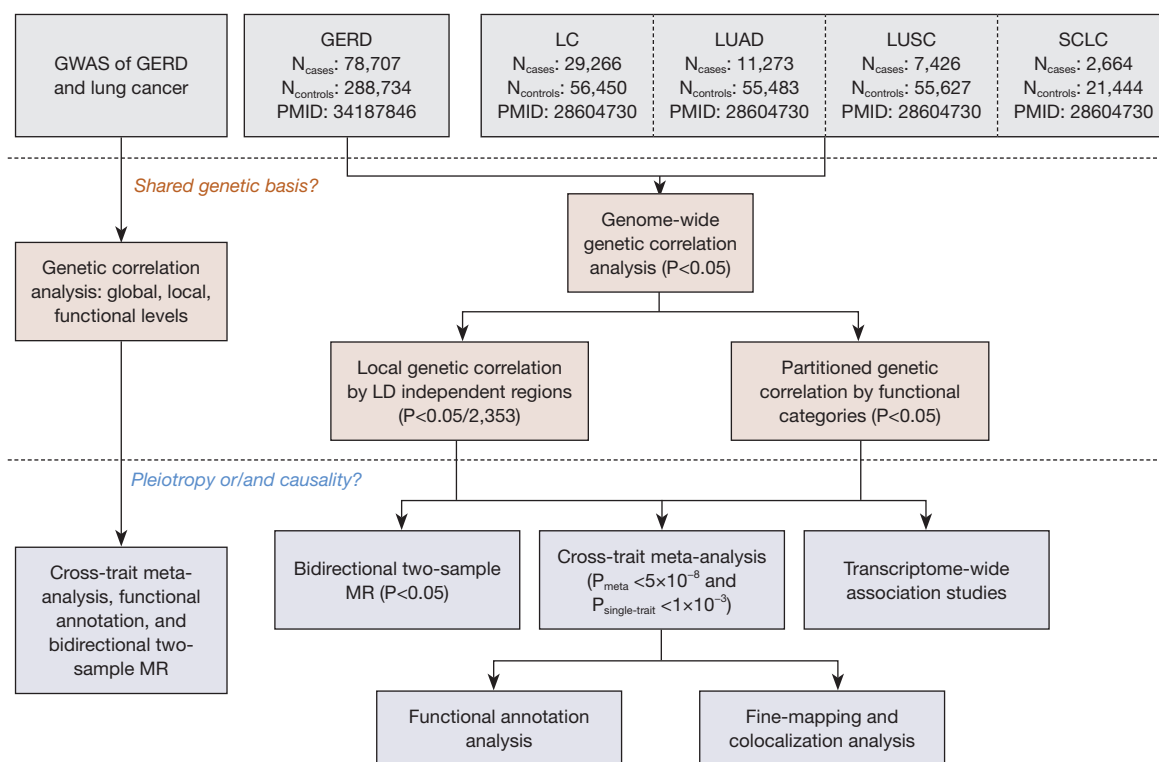 GWAS of GERD
and lung cancer
GERD
Ncases: 78,707
Ncontrols: 288,734
PMID: 34187846
LC
Ncases: 29,266
Ncontrols: 56,450
PMID: 28604730
LUAD
Ncases: 11,273
Ncontrols: 55,483
PMID: 28604730
LUSC
Ncases: 7,426
Ncontrols: 55,627
PMID: 28604730
SCLC
Ncases: 2,664
Ncontrols: 21,444
PMID: 28604730
Shared genetic basis?
Genetic correlation
analysis: global, local,
functional levels
Genome-wide
genetic correlation
analysis (P<0.05)
Local genetic correlation
by LD independent regions
(P<0.05/2,353)
Partitioned genetic
correlation by functional
categories (P<0.05)
Pleiotropy or/and causality?
Cross-trait meta-
analysis, functional
annotation, and
bidirectional two-
sample MR
Bidirectional two-sample
MR (P<0.05)
Cross-trait meta-analysis
(Pmeta <5×10⁻⁸ and
Psingle-trait <1×10⁻³)
Transcriptome-wide
association studies
Functional annotation
analysis
Fine-mapping and
colocalization analysis